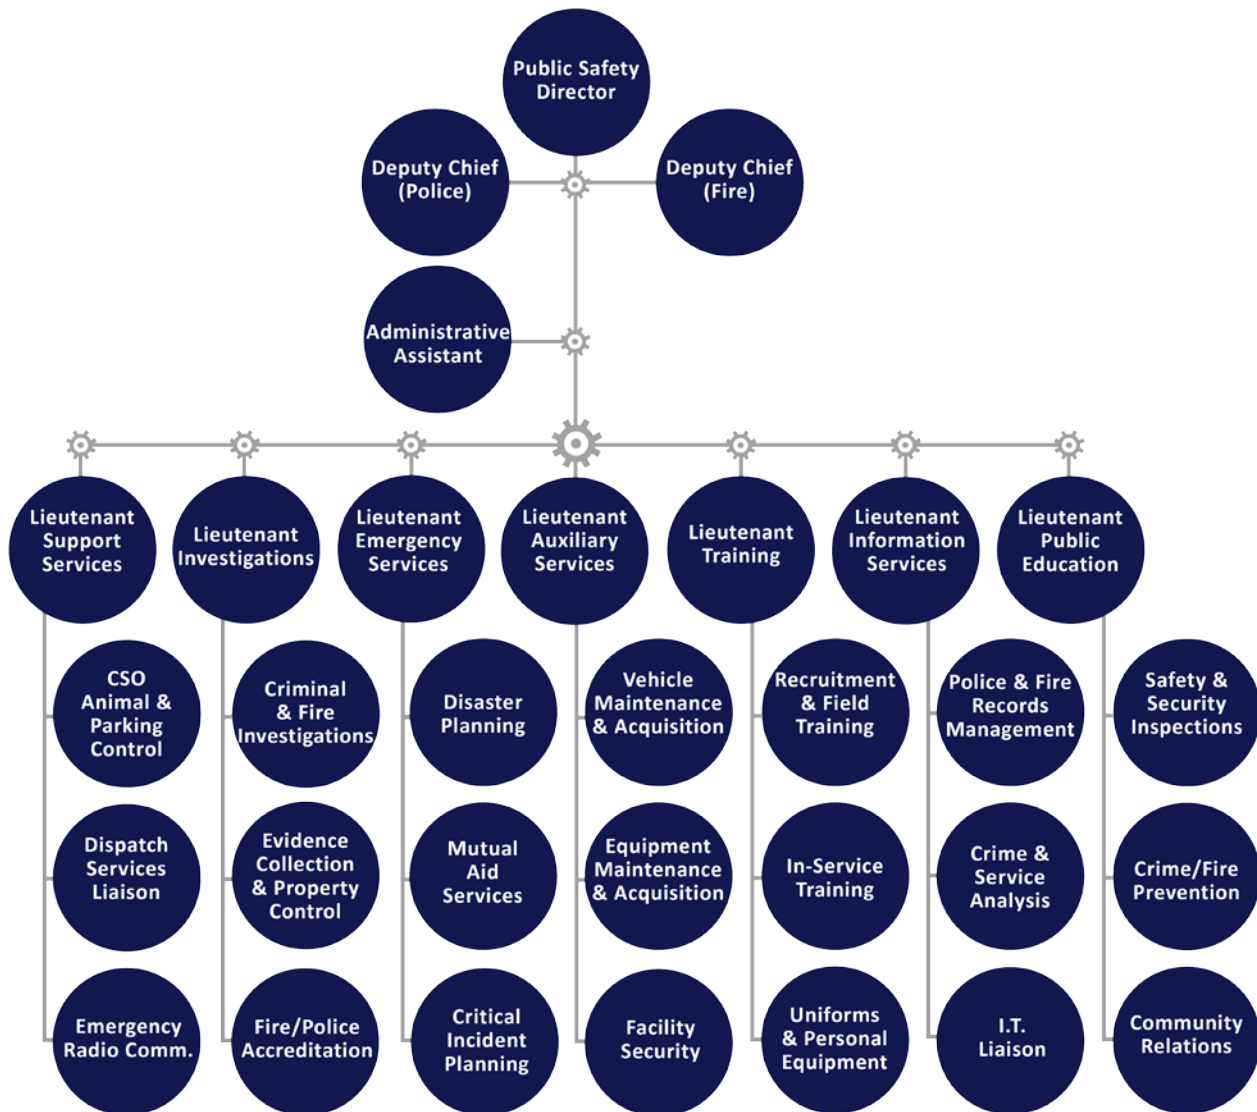 Public Safety
Director
Deputy Chief
(Police)
Deputy Chief
(Fire)
Administrative
Assistant
Lieutenant
Support
Services
Lieutenant
Investigations
Lieutenant
Emergency
Services
Lieutenant
Auxiliary
Services
Lieutenant
Training
Lieutenant
Information
Services
Lieutenant
Public
Education
CSO
Animal &
Parking
Control
Criminal
& Fire
Investigations
Disaster
Planning
Vehicle
Maintenance
& Acquisition
Recruitment
& Field
Training
Police & Fire
Records
Management
Safety &
Security
Inspections
Dispatch
Services
Liaison
Evidence
Collection
& Property
Control
Mutual
Aid
Services
Equipment
Maintenance
& Acquisition
In-Service
Training
Crime &
Service
Analysis
Crime/Fire
Prevention
Emergency
Radio Comm.
Fire/Police
Accreditation
Critical
Incident
Planning
Facility
Security
Uniforms
& Personal
Equipment
I.T.
Liaison
Community
Relations